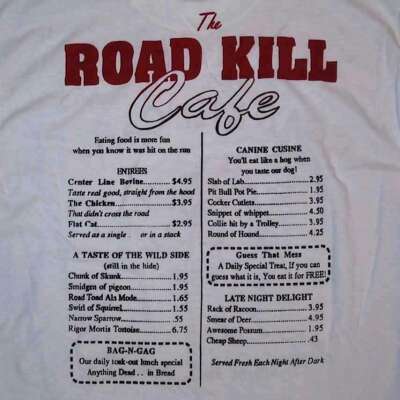 The
ROAD KILL
Cafe
Eating food is more fun
when you know it was hit on the run
ENTREES
Center Line Bovine..........$4.95
Taste real good, straight from the hood
The Chicken..............$3.95
That didn't cross the road
Flat Cat....................$2.95
Served as a single .. or in a stack
A TASTE OF THE WILD SIDE
(still in the hide)
Chunk of Skunk..............1.95
Smidgen of pigeon...........1.95
Road Toad Ala Mode..........1.65
Swirl of Squirrel............1.55
Narrow Sparrow............... .55
Rigor Mortis Tortoise........6.75
BAG-N-GAG
Our daily took-out lunch special
Anything Dead .. in Bread
CANINE CUSINE
You'll eat like a hog when
you taste our dog!
Slab of Lab................. 2.95
Pit Bull Pot Pie............ 1.95
Cocker Cutlets.............. 3.95
Snippet of whippet.......... 4.50
Collie hit by a Trolley..... 3.95
Round of Hound.............. 4.25
Guess That Mess
A Daily Special Treat, If you can
guess what it is, You eat it for FREE!
LATE NIGHT DELIGHT
Rack of Racoon.............. 3.95
Smear of Deer............... 4.95
Awesome Possum.............. 1.95
Cheap Sheep................. .43
Served Fresh Each Night After Dark